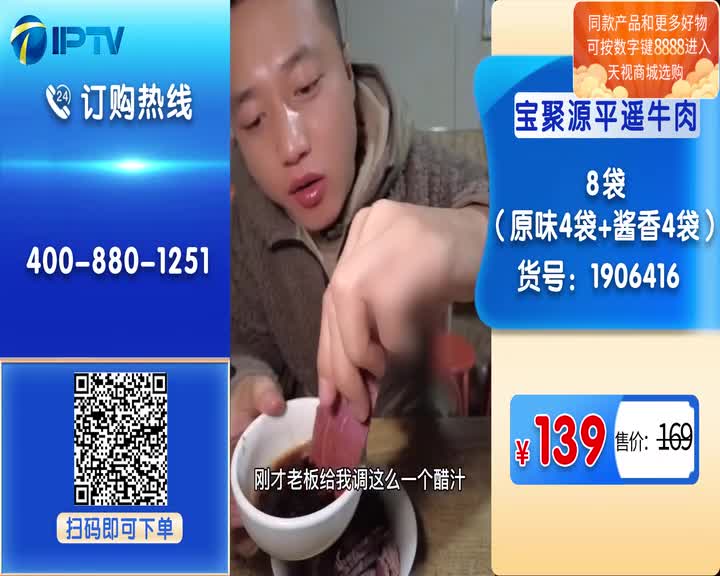 IPTV
24
订购热线
400-880-1251
扫码即可下单
刚才老板给我调这么一个醋汁
同款产品和更多好物
可按数字键8888进入
天视商城选购
宝聚源平遥牛肉
8袋
（原味4袋+酱香4袋）
货号：1906416
¥139
售价：169